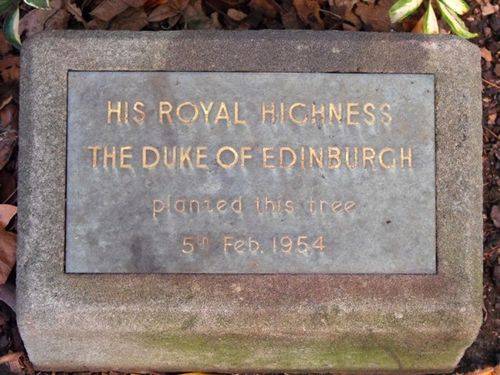 HIS ROYAL HIGHNESS
THE DUKE OF EDINBURGH
planted this tree
5th Feb. 1954